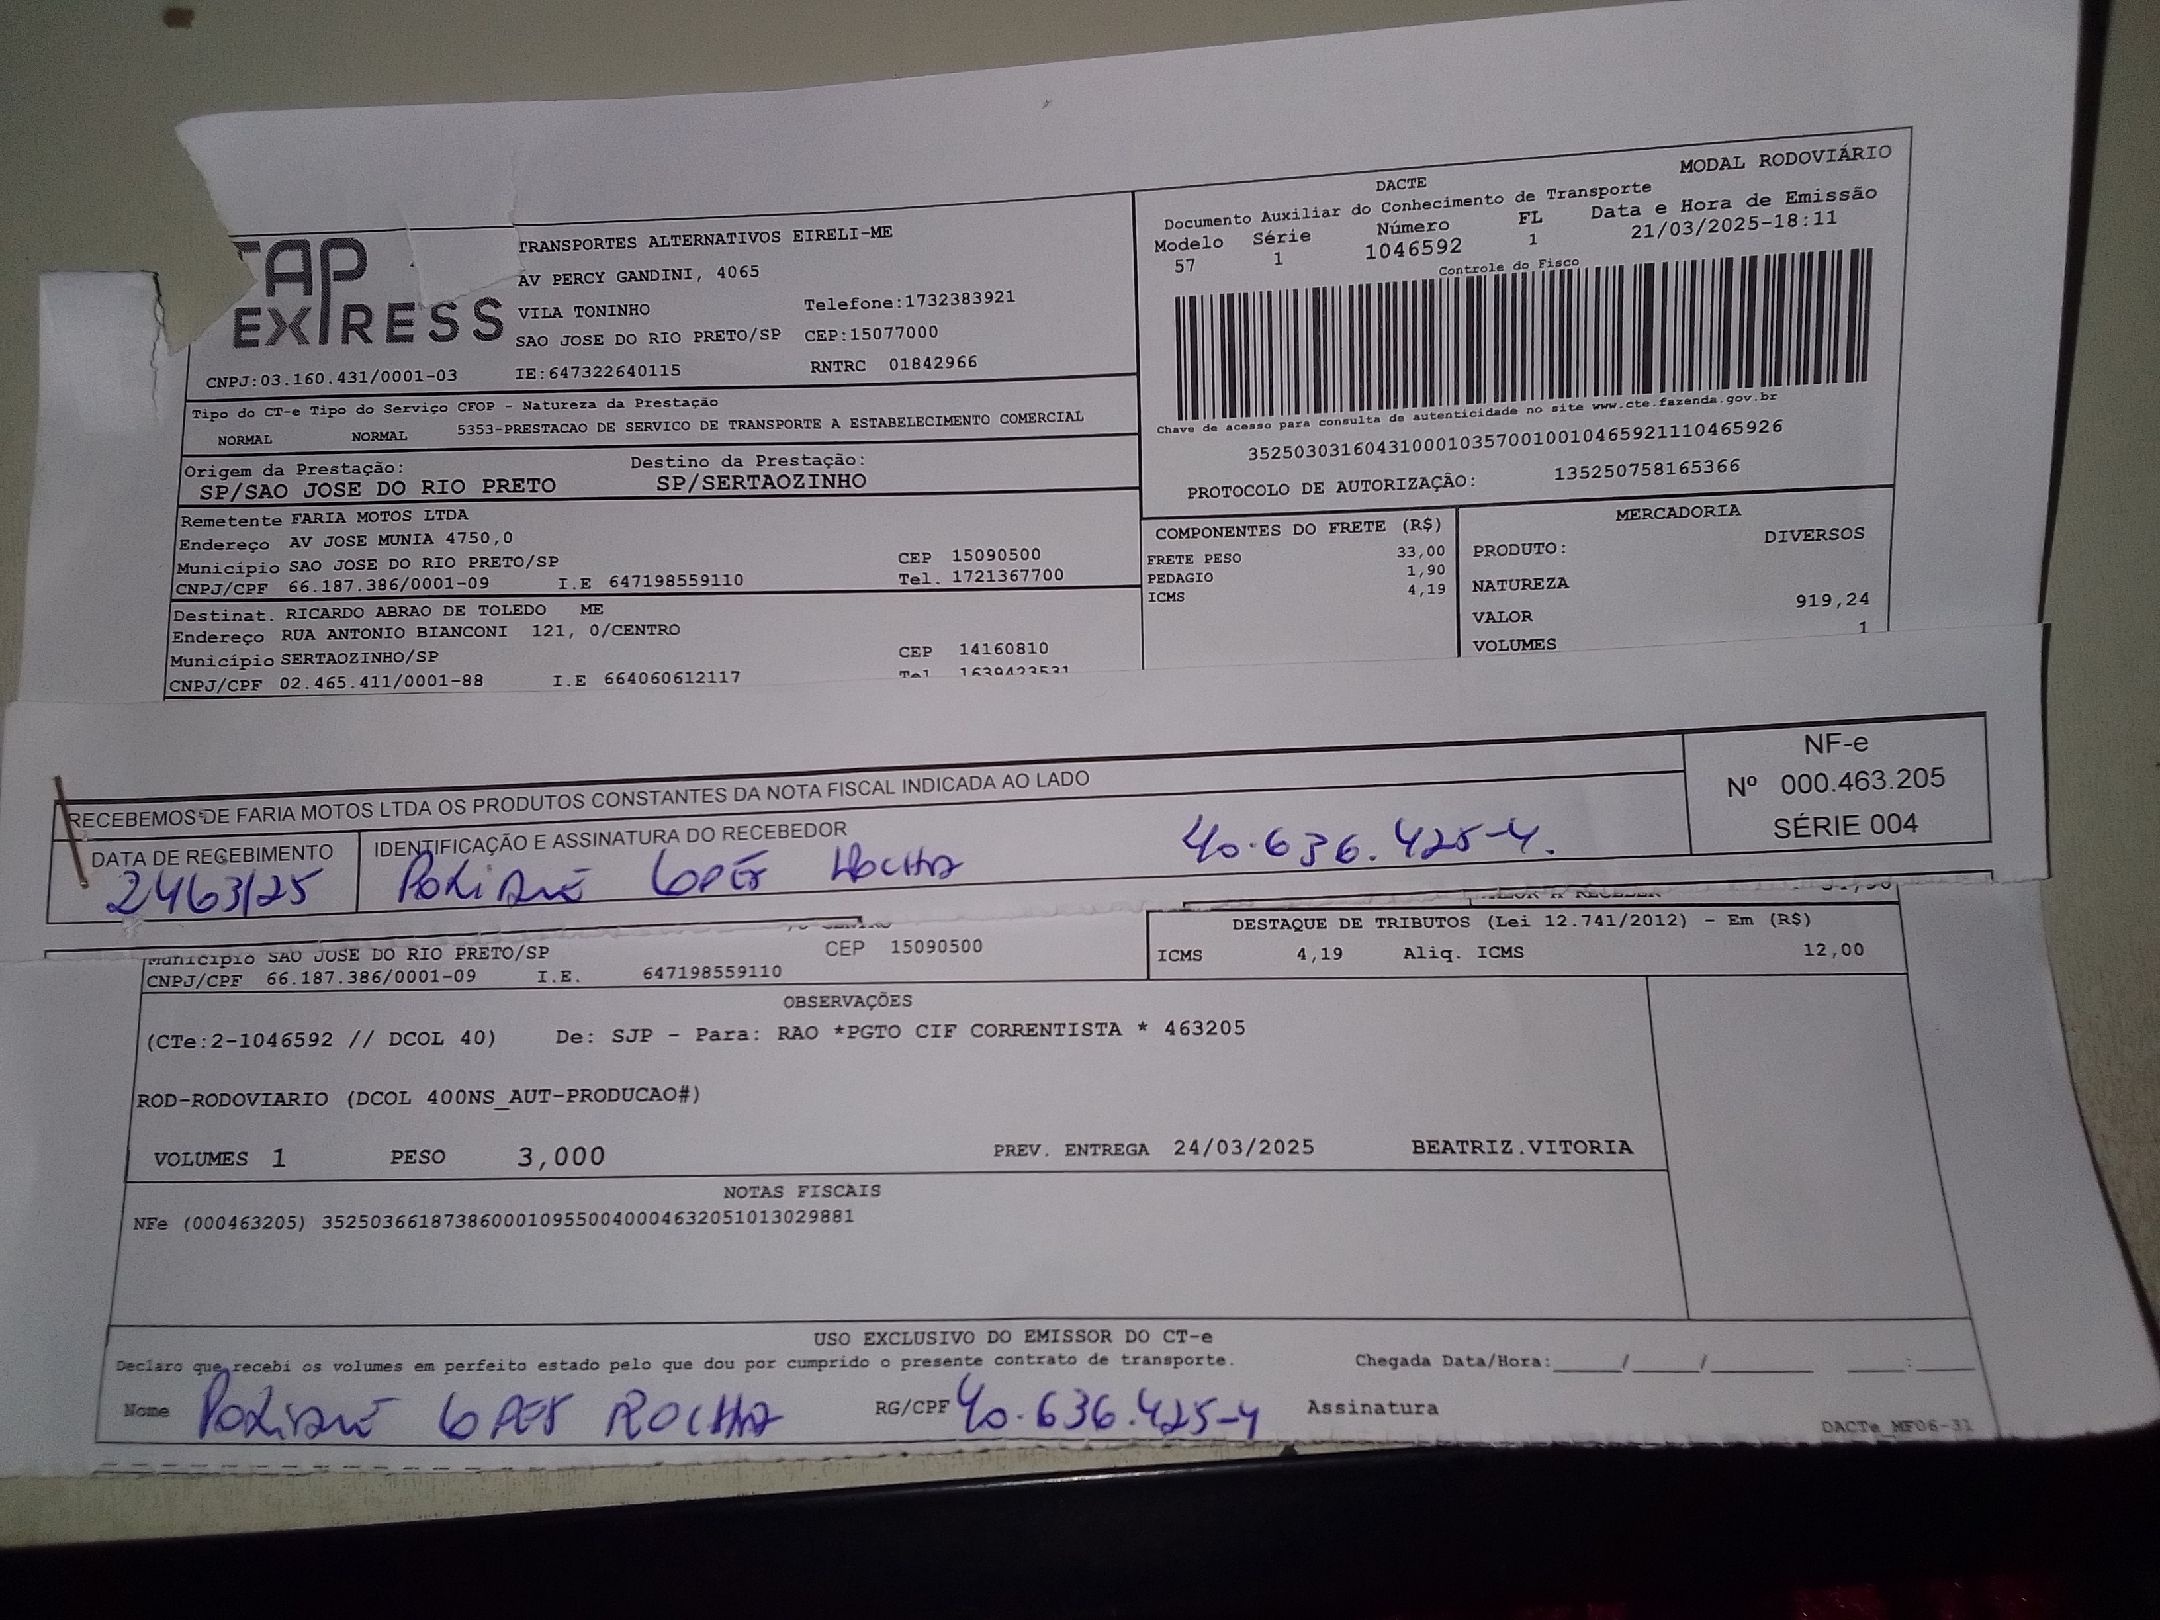 TAP
EXPRESS
TRANSPORTES ALTERNATIVOS EIRELI-ME
AV PERCY GANDINI, 4065
VILA TONINHO Telefone:1732383921
SAO JOSE DO RIO PRETO/SP CEP:15077000
CNPJ:03.160.431/0001-03 IE:647322640115 RNTRC 01842966
Tipo do CT-e Tipo do Serviço CFOP - Natureza da Prestação
NORMAL NORMAL 5353-PRESTACAO DE SERVICO DE TRANSPORTE A ESTABELECIMENTO COMERCIAL
Origem da Prestação: Destino da Prestação:
SP/SAO JOSE DO RIO PRETO SP/SERTAOZINHO
Remetente FARIA MOTOS LTDA
Endereço AV JOSE MUNIA 4750,0
Municipio SAO JOSE DO RIO PRETO/SP CEP 15090500
CNPJ/CPF 66.187.386/0001-09 I.E 647198559110 Tel. 1721367700
Destinat. RICARDO ABRAO DE TOLEDO ME
Endereço RUA ANTONIO BIANCONI 121, 0/CENTRO
Município SERTAOZINHO/SP CEP 14160810
CNPJ/CPF 02.465.411/0001-88 I.E 664060612117 Tel 1639423531
MODAL RODOVIÁRIO
DACTE
Documento Auxiliar do Conhecimento de Transporte
Modelo Série Número FL Data e Hora de Emissão
57 1 1046592 1 21/03/2025-18:11
Controle do Fisco
Chave de acesso para consulta de autenticidade no site www.cte.fazenda.gov.br
35250303160431000103570010010465921110465926
PROTOCOLO DE AUTORIZAÇÃO: 135250758165366
COMPONENTES DO FRETE (R$)
FRETE PESO 33,00
PEDAGIO 1,90
ICMS 4,19
MERCADORIA
PRODUTO: DIVERSOS
NATUREZA
VALOR 919,24
VOLUMES 1
RECEBEMOS DE FARIA MOTOS LTDA OS PRODUTOS CONSTANTES DA NOTA FISCAL INDICADA AO LADO
NF-e
Nº 000.463.205
SÉRIE 004
DATA DE RECEBIMENTO
IDENTIFICAÇÃO E ASSINATURA DO RECEBEDOR
LOPES ROCHA 40.636.425-4.
VALOR A RECEBER
Município SAO JOSE DO RIO PRETO/SP CEP 15090500
CNPJ/CPF 66.187.386/0001-09 I.E. 647198559110
DESTAQUE DE TRIBUTOS (Lei 12.741/2012) - Em (R$)
ICMS 4,19 Aliq. ICMS 12,00
OBSERVAÇÕES
(CTe:2-1046592 // DCOL 40) De: SJP - Para: RAO *PGTO CIF CORRENTISTA * 463205
ROD-RODOVIARIO (DCOL 400NS_AUT-PRODUCAO#)
VOLUMES 1 PESO 3,000 PREV. ENTREGA 24/03/2025 BEATRIZ.VITORIA
NOTAS FISCAIS
NFe (000463205) 35250366187386000109550040004632051013029881
USO EXCLUSIVO DO EMISSOR DO CT-e
Declaro que recebi os volumes em perfeito estado pelo que dou por cumprido o presente contrato de transporte. Chegada Data/Hora:_____/_____/________ ____:_____
Nome LOPES ROCHA RG/CPF 40.636.425-4 Assinatura
DACTe_MF06-31